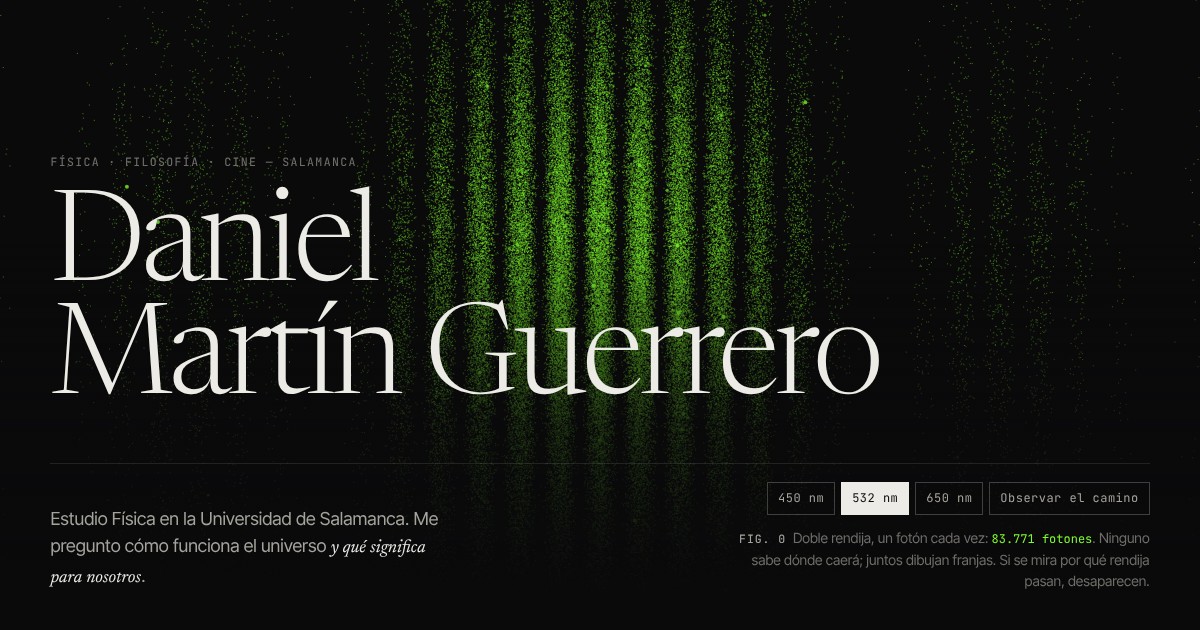 FÍSICA · FILOSOFÍA · CINE — SALAMANCA
Daniel
Martín Guerrero
Estudio Física en la Universidad de Salamanca. Me
pregunto cómo funciona el universo y qué significa
para nosotros.
450 nm
532 nm
650 nm
Observar el camino
FIG. 0 Doble rendija, un fotón cada vez: 83.771 fotones. Ninguno
sabe dónde caerá; juntos dibujan franjas. Si se mira por qué rendija
pasan, desaparecen.